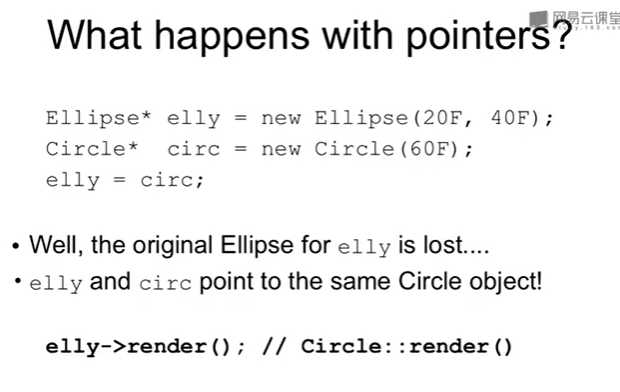 网易云课堂
What happens with pointers?
Ellipse* elly = new Ellipse(20F, 40F);
Circle*  circ = new Circle(60F);
elly = circ;
• Well, the original Ellipse for elly is lost....
• elly and circ point to the same Circle object!
elly->render(); // Circle::render()